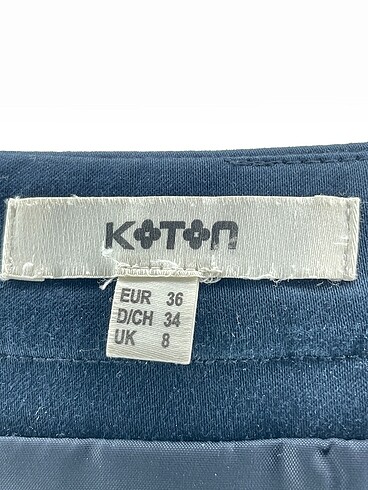 KOTON
EUR 36
D/CH 34
UK 8